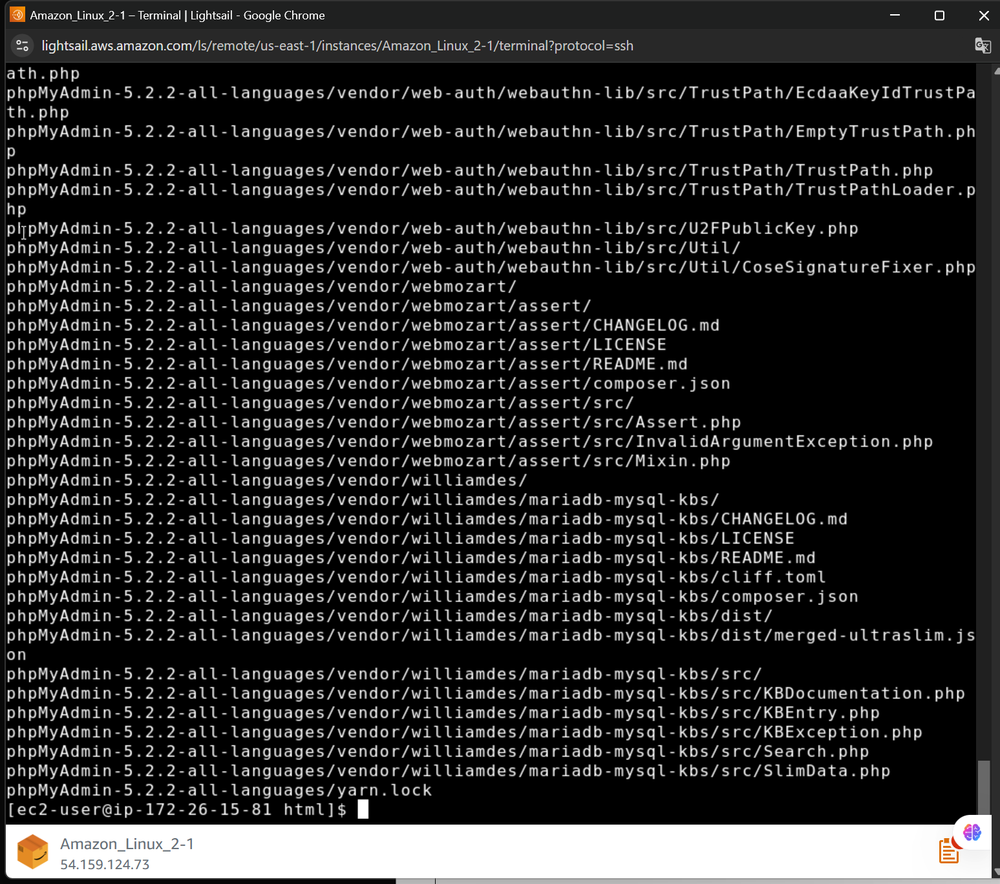 Amazon_Linux_2-1 – Terminal | Lightsail - Google Chrome
lightsail.aws.amazon.com/ls/remote/us-east-1/instances/Amazon_Linux_2-1/terminal?protocol=ssh
ath.php
phpMyAdmin-5.2.2-all-languages/vendor/web-auth/webauthn-lib/src/TrustPath/EcdaaKeyIdTrustPa
th.php
phpMyAdmin-5.2.2-all-languages/vendor/web-auth/webauthn-lib/src/TrustPath/EmptyTrustPath.ph
p
phpMyAdmin-5.2.2-all-languages/vendor/web-auth/webauthn-lib/src/TrustPath/TrustPath.php
phpMyAdmin-5.2.2-all-languages/vendor/web-auth/webauthn-lib/src/TrustPath/TrustPathLoader.p
hp
phpMyAdmin-5.2.2-all-languages/vendor/web-auth/webauthn-lib/src/U2FPublicKey.php
phpMyAdmin-5.2.2-all-languages/vendor/web-auth/webauthn-lib/src/Util/
phpMyAdmin-5.2.2-all-languages/vendor/web-auth/webauthn-lib/src/Util/CoseSignatureFixer.php
phpMyAdmin-5.2.2-all-languages/vendor/webmozart/
phpMyAdmin-5.2.2-all-languages/vendor/webmozart/assert/
phpMyAdmin-5.2.2-all-languages/vendor/webmozart/assert/CHANGELOG.md
phpMyAdmin-5.2.2-all-languages/vendor/webmozart/assert/LICENSE
phpMyAdmin-5.2.2-all-languages/vendor/webmozart/assert/README.md
phpMyAdmin-5.2.2-all-languages/vendor/webmozart/assert/composer.json
phpMyAdmin-5.2.2-all-languages/vendor/webmozart/assert/src/
phpMyAdmin-5.2.2-all-languages/vendor/webmozart/assert/src/Assert.php
phpMyAdmin-5.2.2-all-languages/vendor/webmozart/assert/src/InvalidArgumentException.php
phpMyAdmin-5.2.2-all-languages/vendor/webmozart/assert/src/Mixin.php
phpMyAdmin-5.2.2-all-languages/vendor/williamdes/
phpMyAdmin-5.2.2-all-languages/vendor/williamdes/mariadb-mysql-kbs/
phpMyAdmin-5.2.2-all-languages/vendor/williamdes/mariadb-mysql-kbs/CHANGELOG.md
phpMyAdmin-5.2.2-all-languages/vendor/williamdes/mariadb-mysql-kbs/LICENSE
phpMyAdmin-5.2.2-all-languages/vendor/williamdes/mariadb-mysql-kbs/README.md
phpMyAdmin-5.2.2-all-languages/vendor/williamdes/mariadb-mysql-kbs/cliff.toml
phpMyAdmin-5.2.2-all-languages/vendor/williamdes/mariadb-mysql-kbs/composer.json
phpMyAdmin-5.2.2-all-languages/vendor/williamdes/mariadb-mysql-kbs/dist/
phpMyAdmin-5.2.2-all-languages/vendor/williamdes/mariadb-mysql-kbs/dist/merged-ultraslim.js
on
phpMyAdmin-5.2.2-all-languages/vendor/williamdes/mariadb-mysql-kbs/src/
phpMyAdmin-5.2.2-all-languages/vendor/williamdes/mariadb-mysql-kbs/src/KBDocumentation.php
phpMyAdmin-5.2.2-all-languages/vendor/williamdes/mariadb-mysql-kbs/src/KBEntry.php
phpMyAdmin-5.2.2-all-languages/vendor/williamdes/mariadb-mysql-kbs/src/KBException.php
phpMyAdmin-5.2.2-all-languages/vendor/williamdes/mariadb-mysql-kbs/src/Search.php
phpMyAdmin-5.2.2-all-languages/vendor/williamdes/mariadb-mysql-kbs/src/SlimData.php
phpMyAdmin-5.2.2-all-languages/yarn.lock
[ec2-user@ip-172-26-15-81 html]$
Amazon_Linux_2-1
54.159.124.73